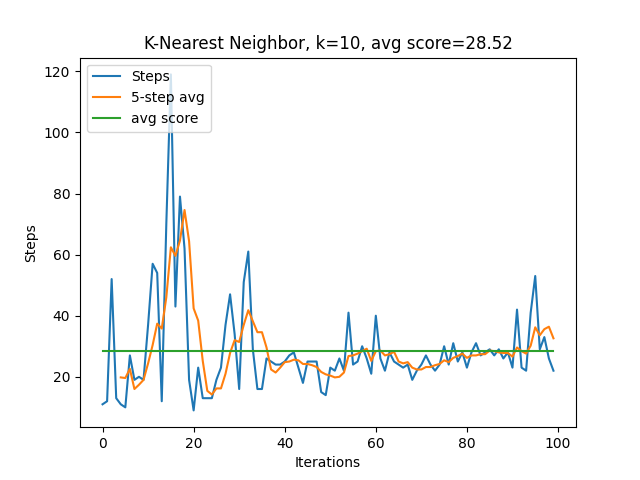 K-Nearest Neighbor, k=10, avg score=28.52
Steps
5-step avg
avg score
120
100
80
60
40
20
Steps
0 20 40 60 80 100
Iterations